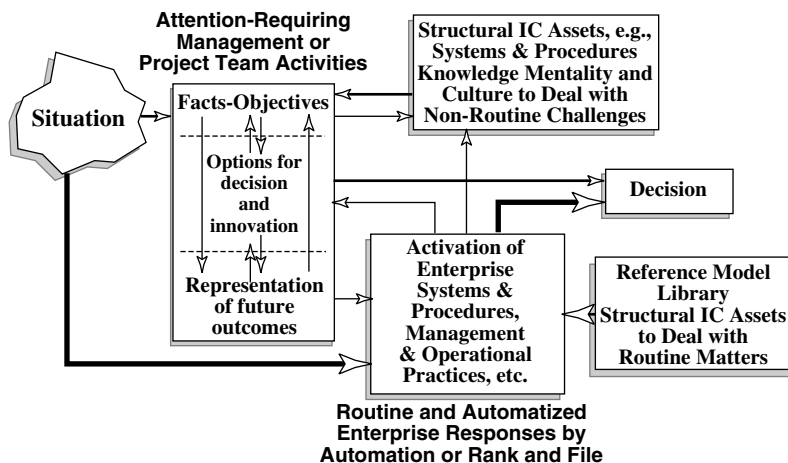 Attention-Requiring
Management or
Project Team Activities
Situation
Facts-Objectives
Options for
decision
and
innovation
Representation
of future
outcomes
Structural IC Assets, e.g.,
Systems & Procedures
Knowledge Mentality and
Culture to Deal with
Non-Routine Challenges
Decision
Activation of
Enterprise
Systems &
Procedures,
Management
& Operational
Practices, etc.
Reference Model
Library
Structural IC Assets
to Deal with
Routine Matters
Routine and Automatized
Enterprise Responses by
Automation or Rank and File